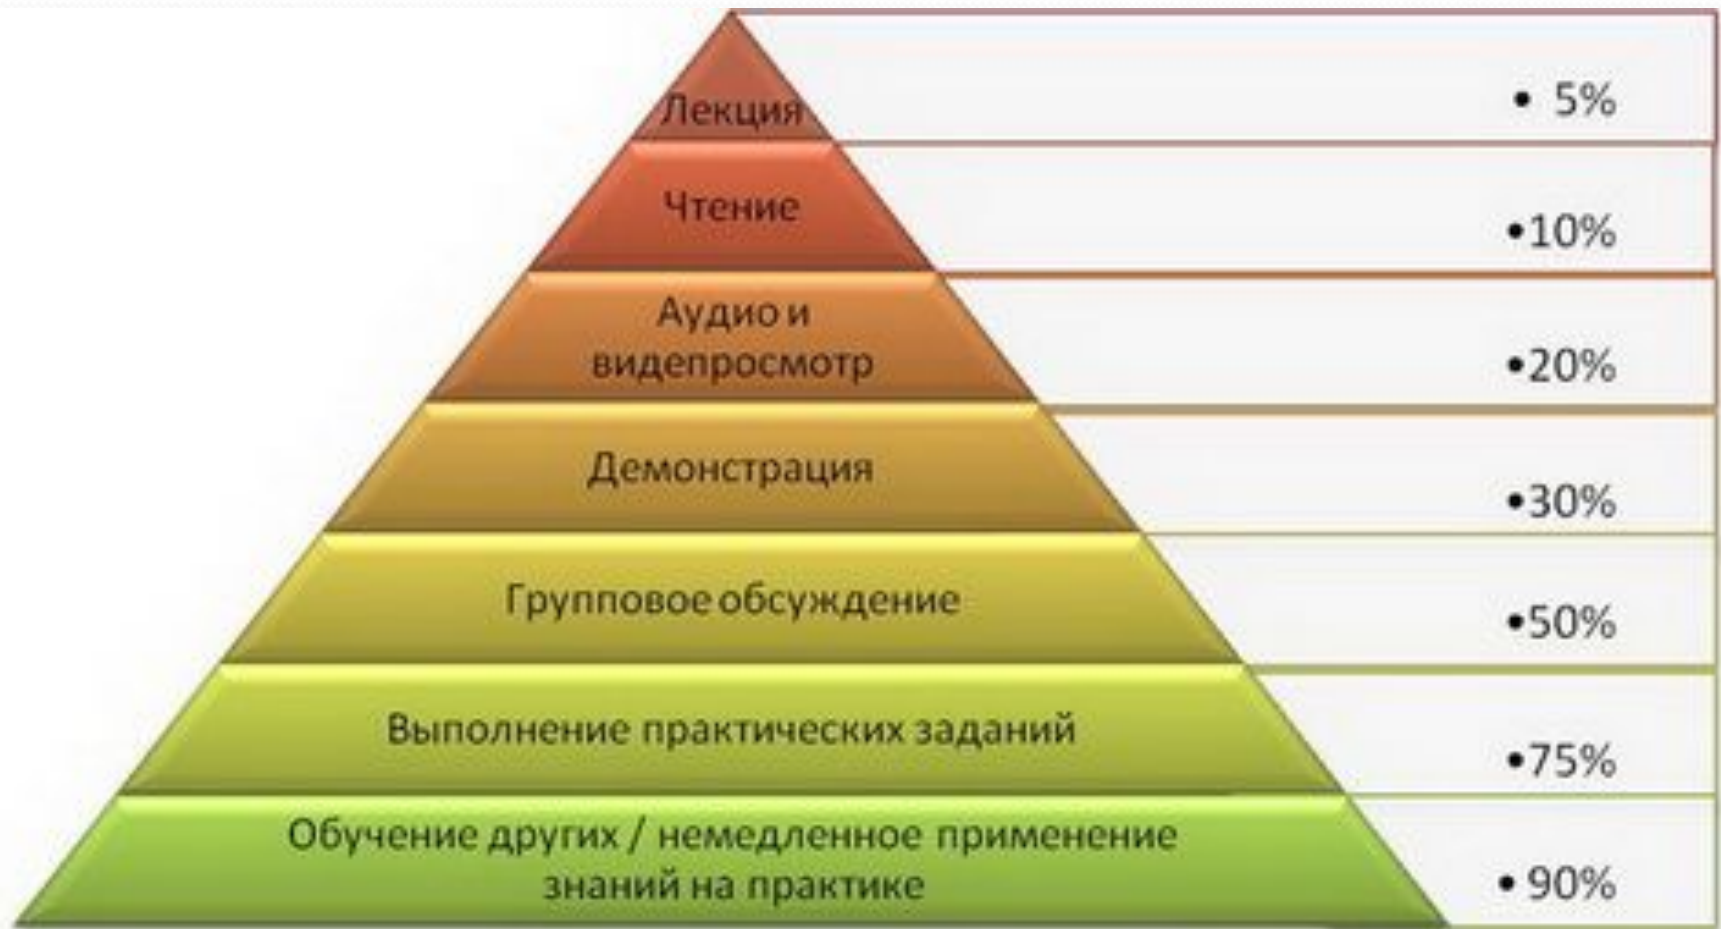 Лекция
• 5%
Чтение
•10%
Аудио и
видепросмотр
•20%
Демонстрация
•30%
Групповое обсуждение
•50%
Выполнение практических заданий
•75%
Обучение других / немедленное применение
знаний на практике
• 90%